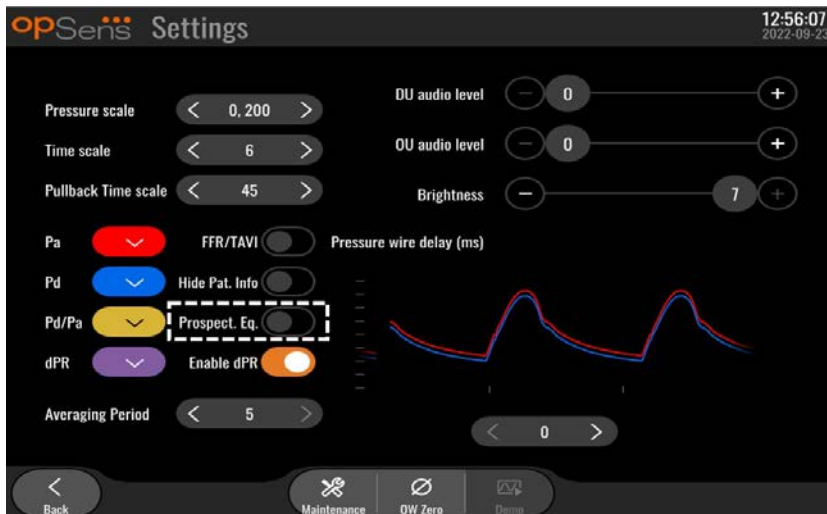 opSens Settings
12:56:07
2022-09-23
Pressure scale < 0, 200 >
Time scale < 6 >
Pullback Time scale < 45 >
DU audio level - 0 +
OU audio level - 0 +
Brightness - 7 +
Pa FFR/TAVI Pressure wire delay (ms)
Pd Hide Pat. Info
Pd/Pa Prospect. Eq.
dPR Enable dPR
Averaging Period < 5 >
< 0 >
<
Back
Maintenance
OW Zero
Demo